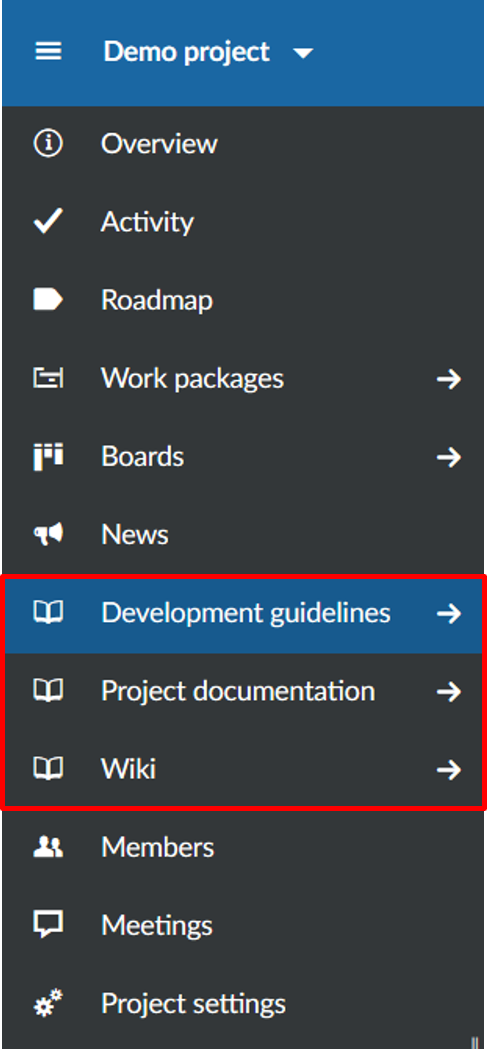 Demo project
Overview
Activity
Roadmap
Work packages
Boards
News
Development guidelines
Project documentation
Wiki
Members
Meetings
Project settings